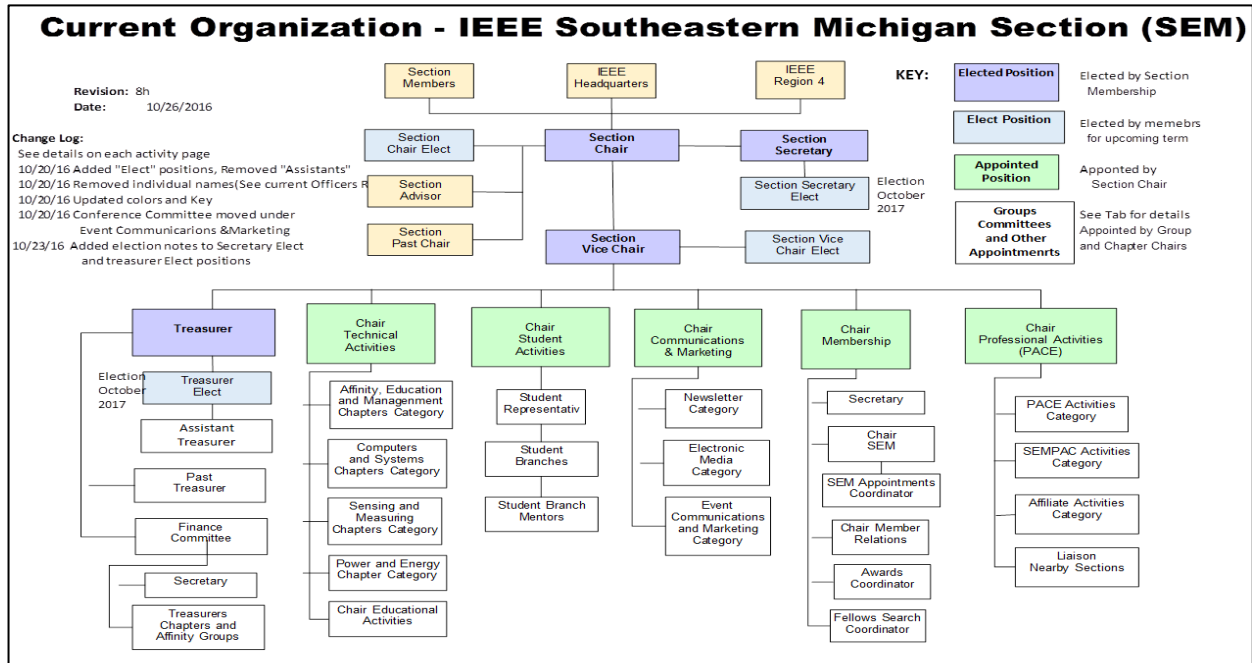 Current Organization - IEEE Southeastern Michigan Section (SEM)
Revision: 8h
Date: 10/26/2016
Change Log:
See details on each activity page
10/20/16 Added "Elect" positions, Removed "Assistants"
10/20/16 Removed individual names(See current Officers R
10/20/16 Updated colors and Key
10/20/16 Conference Committee moved under
Event Communicarions &Marketing
10/23/16 Added election notes to Secretary Elect
and treasurer Elect positions
Section
Members
IEEE
Headquarters
IEEE
Region 4
KEY:
Elected Position
Elected by Section
Membership
Elect Position
Elected by memebrs
for upcoming term
Appointed
Position
Apponted by
Section Chair
Groups
Committees
and Other
Appointmenrts
See Tab for details
Appointed by Group
and Chapter Chairs
Section
Chair Elect
Section
Chair
Section
Secretary
Section
Advisor
Section Secretary
Elect
Election
October
2017
Section
Past Chair
Section
Vice Chair
Section Vice
Chair Elect
Treasurer
Election
October
2017
Treasurer
Elect
Assistant
Treasurer
Past
Treasurer
Finance
Committee
Secretary
Treasurers
Chapters and
Affinity Groups
Chair
Technical
Activities
Affinity, Education
and Managenment
Chapters Category
Computers
and Systems
Chapters Category
Sensing and
Measuring
Chapters Category
Power and Energy
Chapter Category
Chair Educational
Activities
Chair
Student
Activities
Student
Representativ
Student
Branches
Student Branch
Mentors
Chair
Communications
& Marketing
Newsletter
Category
Electronic
Media
Category
Event
Communications
and Marketing
Category
Chair
Membership
Secretary
Chair
SEM
SEM Appointments
Coordinator
Chair Member
Relations
Awards
Coordinator
Fellows Search
Coordinator
Chair
Professional Activities
(PACE)
PACE Activities
Category
SEMPAC Activities
Category
Affiliate Activities
Category
Liaison
Nearby Sections